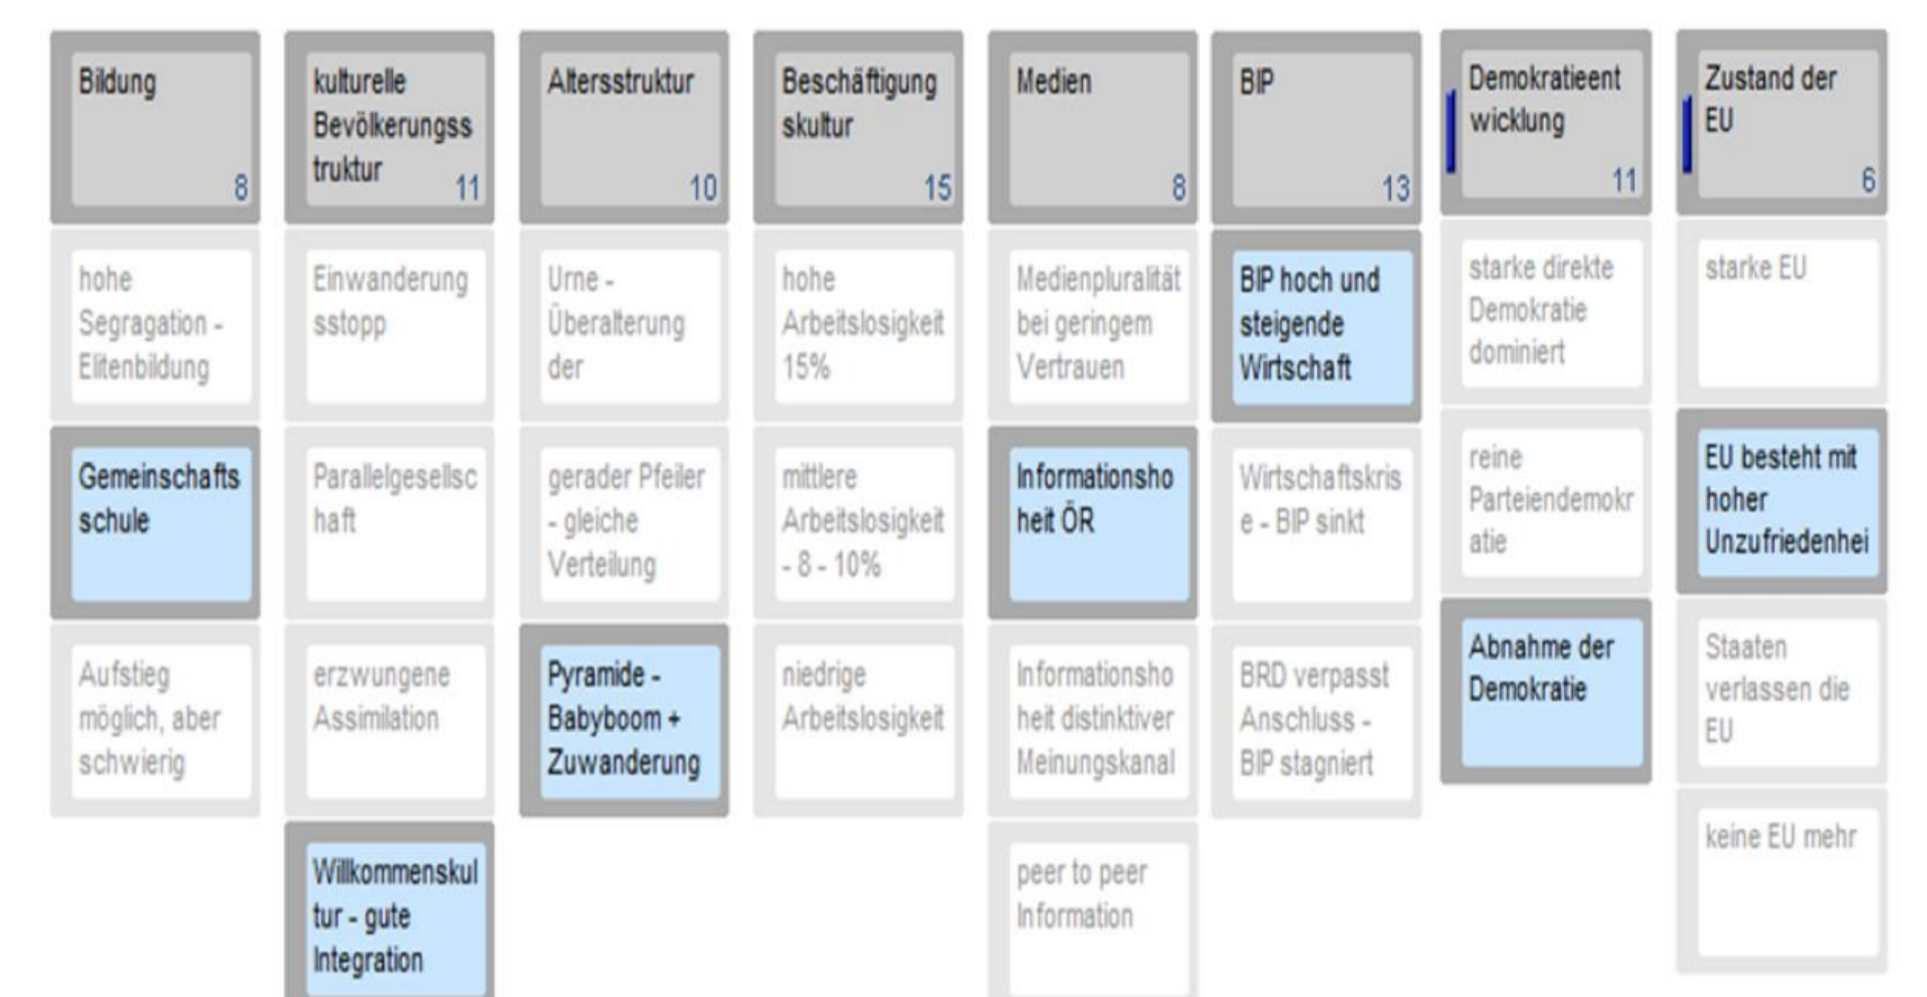 Bildung
8
hohe
Segragation -
Elitenbildung
Gemeinschafts
schule
Aufstieg
möglich, aber
schwierig
kulturelle
Bevölkerungss
truktur
11
Einwanderung
sstopp
Parallelgesellsc
haft
erzwungene
Assimilation
Willkommenskul
tur - gute
Integration
Altersstruktur
10
Urne -
Überalterung
der
gerader Pfeiler
- gleiche
Verteilung
Pyramide -
Babyboom +
Zuwanderung
Beschäftigung
skultur
15
hohe
Arbeitslosigkeit
15%
mittlere
Arbeitslosigkeit
- 8 - 10%
niedrige
Arbeitslosigkeit
Medien
8
Medienpluralität
bei geringem
Vertrauen
Informationsho
heit ÖR
Informationsho
heit distinktiver
Meinungskanal
peer to peer
Information
BIP
13
BIP hoch und
steigende
Wirtschaft
Wirtschaftskris
e - BIP sinkt
BRD verpasst
Anschluss -
BIP stagniert
Demokratieent
wicklung
11
starke direkte
Demokratie
dominiert
reine
Parteiendemokr
atie
Abnahme der
Demokratie
Zustand der
EU
6
starke EU
EU besteht mit
hoher
Unzufriedenhei
Staaten
verlassen die
EU
keine EU mehr